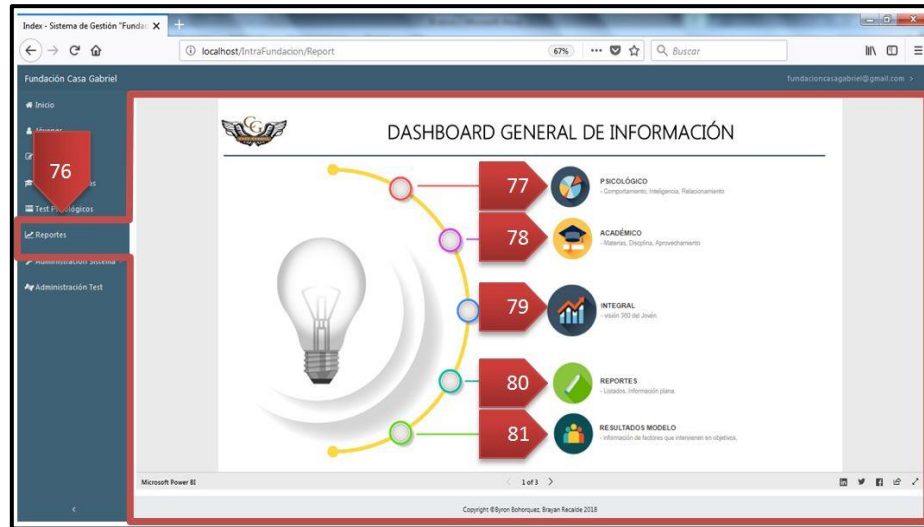 Index - Sistema de Gestión "Fundac
localhost/IntraFundacion/Report
67%
Buscar
Fundación Casa Gabriel
fundacioncasagabriel@gmail.com >
Inicio
76
Reportes
Administración Test
CG
DASHBOARD GENERAL DE INFORMACIÓN
77
PSICOLÓGICO
- Comportamiento, Inteligencia, Relacionamiento
78
ACADÉMICO
- Materias, Disciplina, Aprovechamiento
79
INTEGRAL
- visión 360 del Jovén.
80
REPORTES
- Listados, Información plana.
81
RESULTADOS MODELO
- información de factores que intervienen en objetivos.
Microsoft Power BI
< 1 of 3 >
Copyright ©Byron Bohorquez, Brayan Recalde 2018